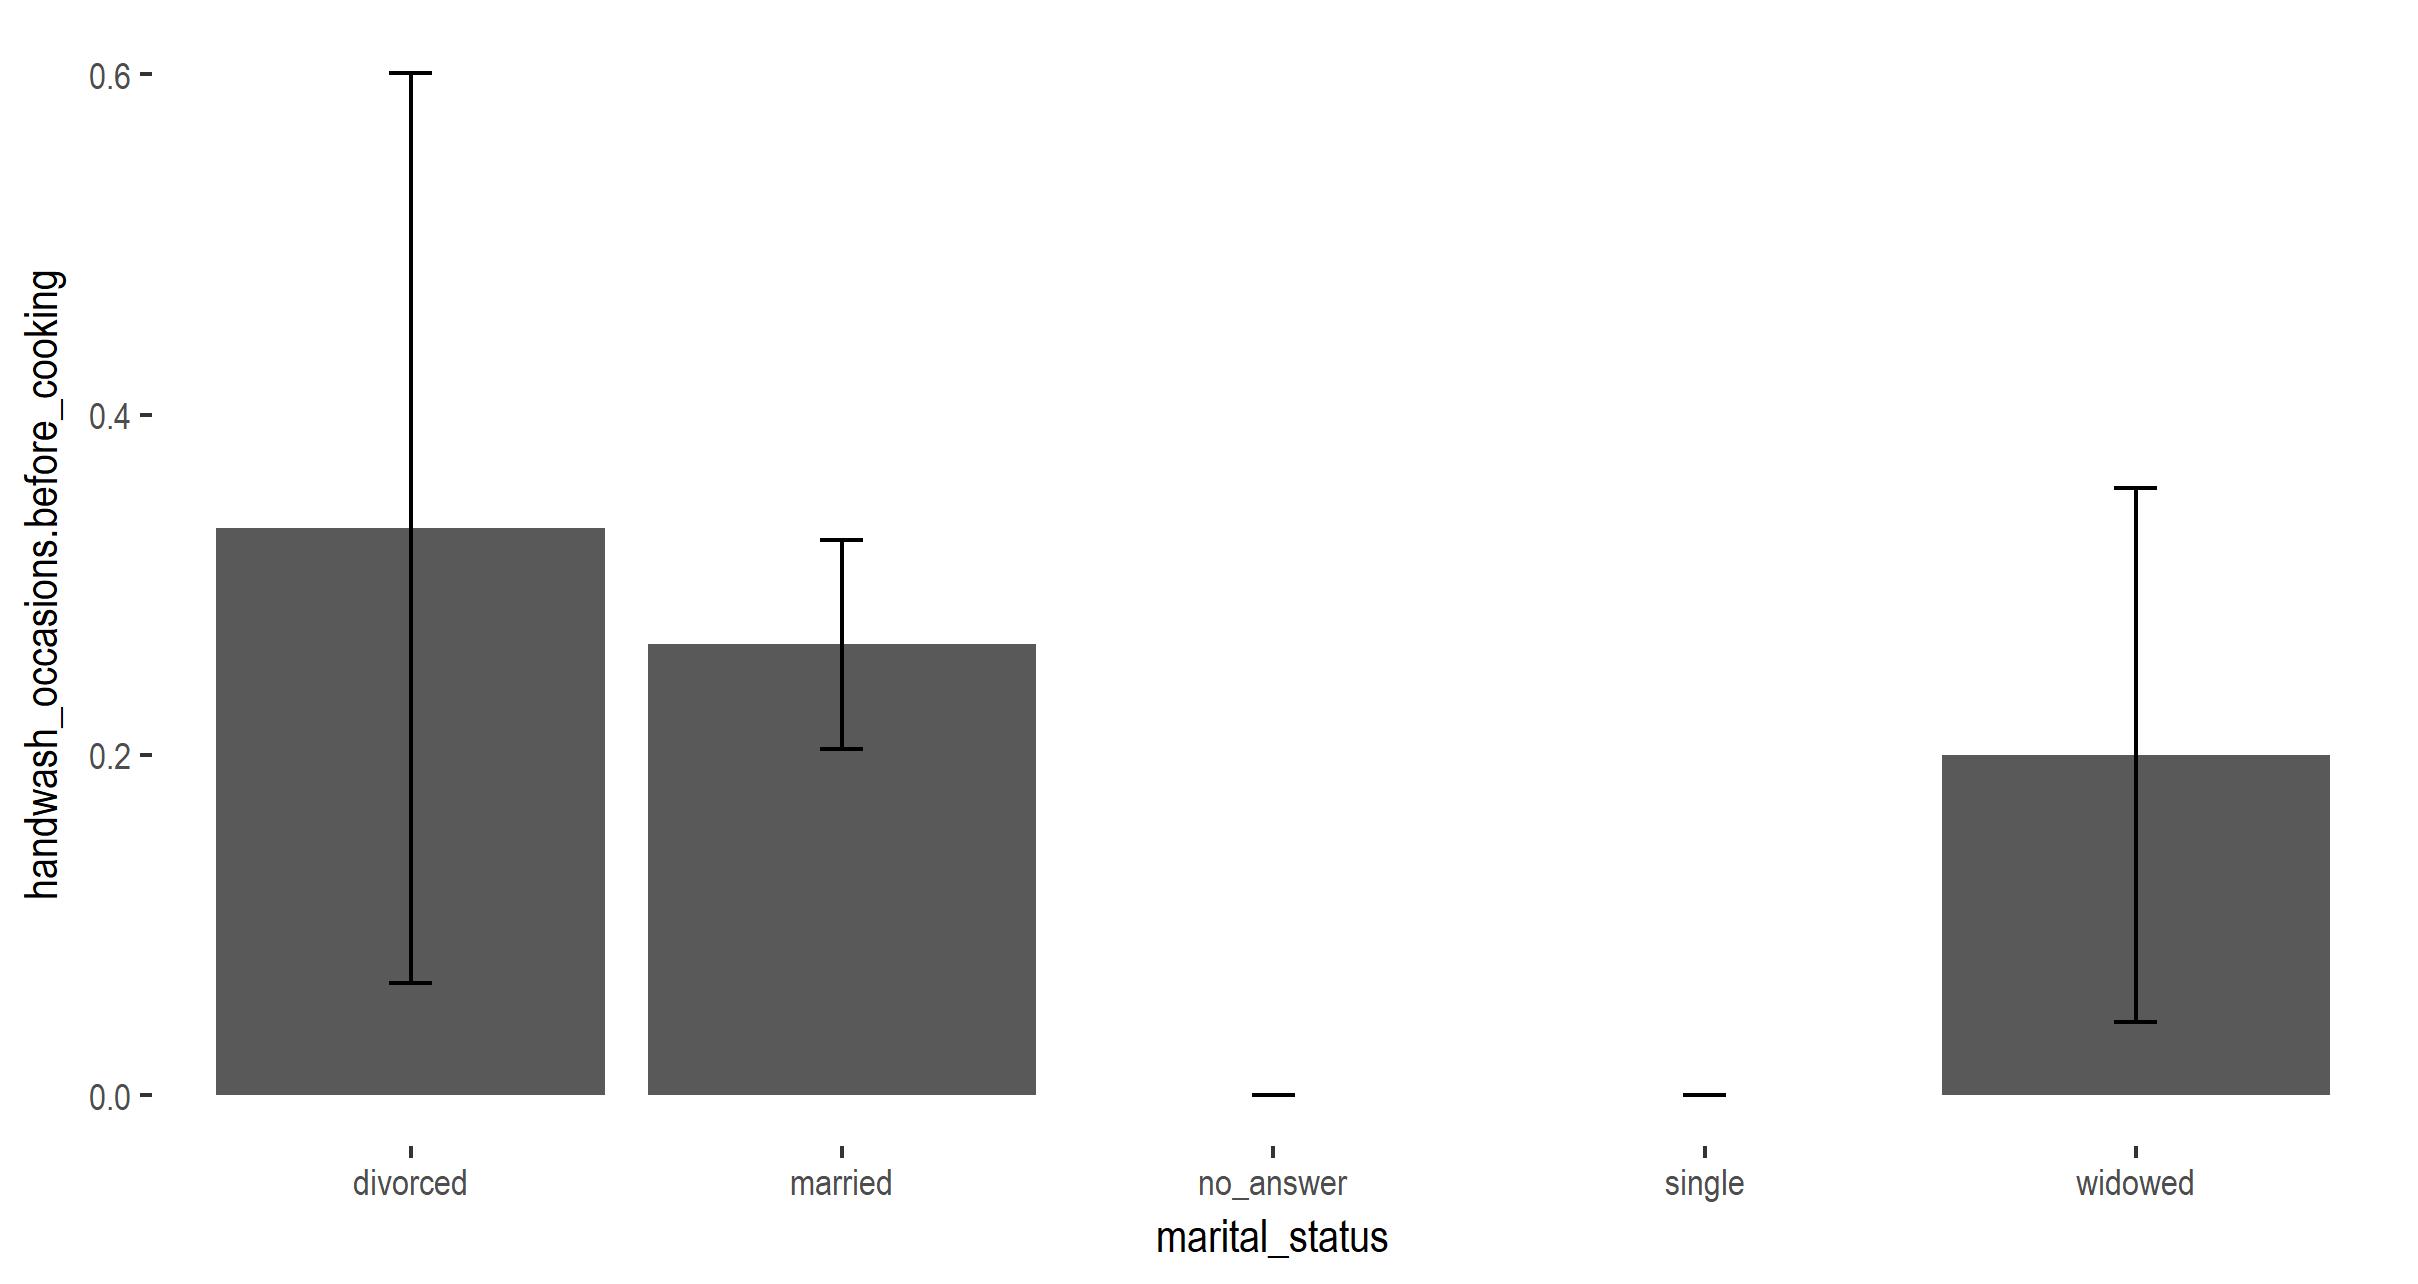 handwash_occasions.before_cooking
0.6
0.4
0.2
0.0
divorced married no_answer single widowed
marital_status